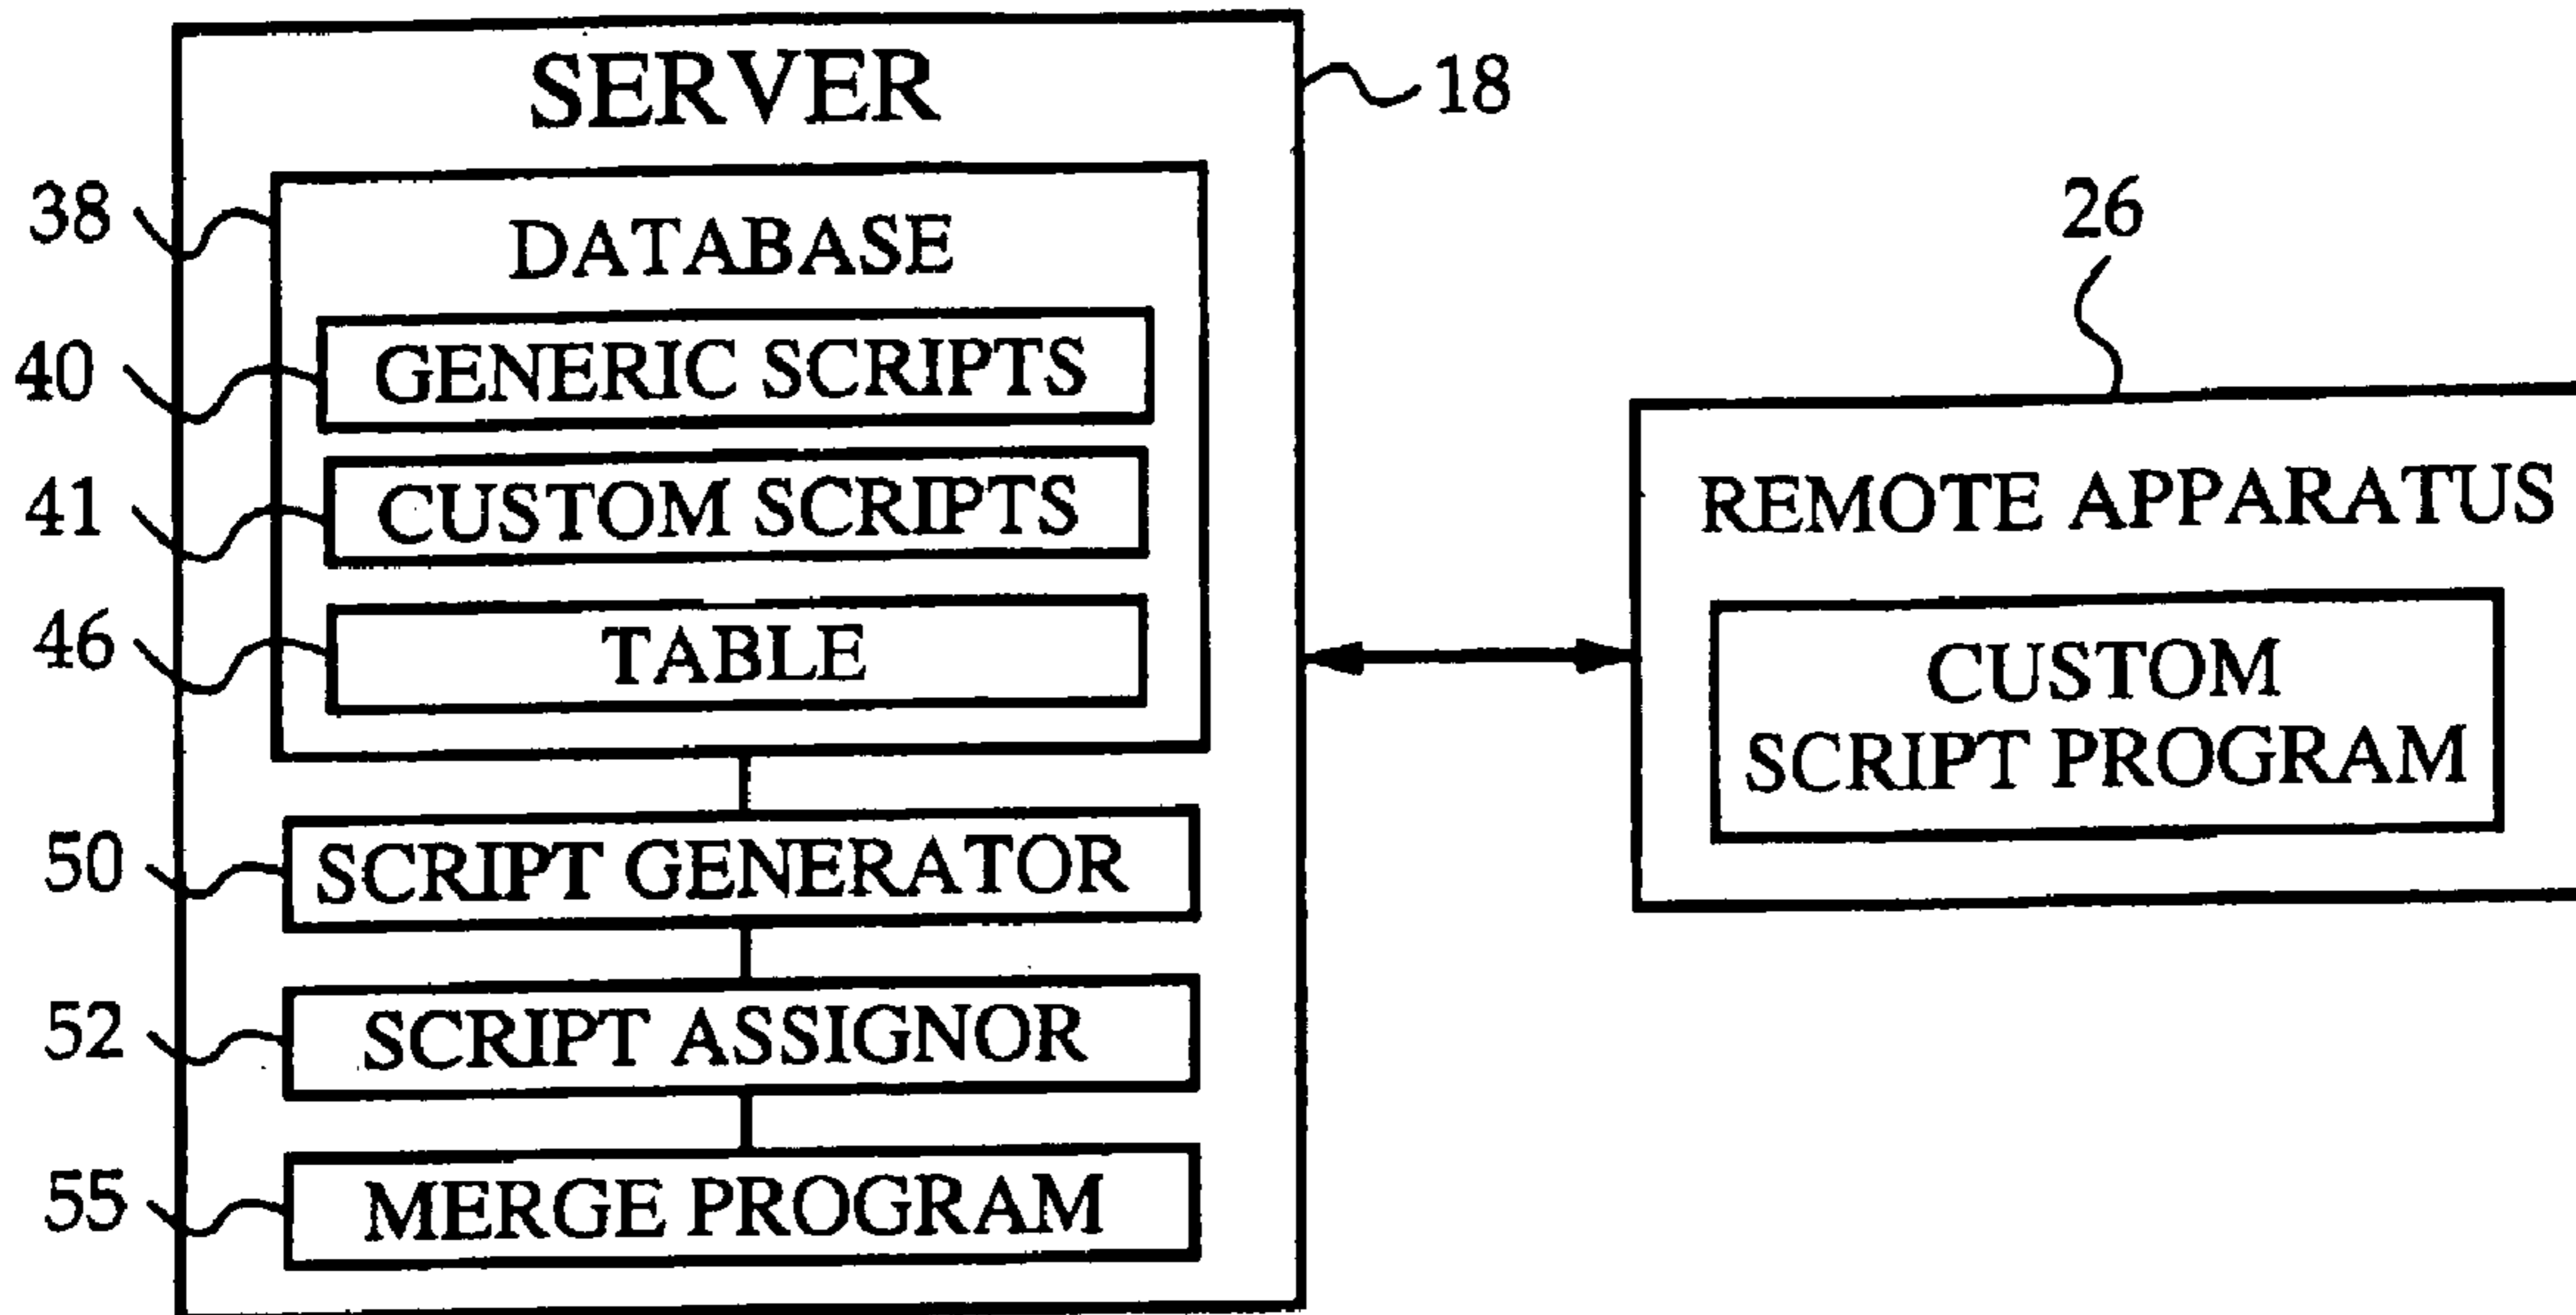 SERVER
18
38
DATABASE
26
40
GENERIC SCRIPTS
41
CUSTOM SCRIPTS
REMOTE APPARATUS
46
TABLE
CUSTOM
SCRIPT PROGRAM
50
SCRIPT GENERATOR
52
SCRIPT ASSIGNOR
55
MERGE PROGRAM